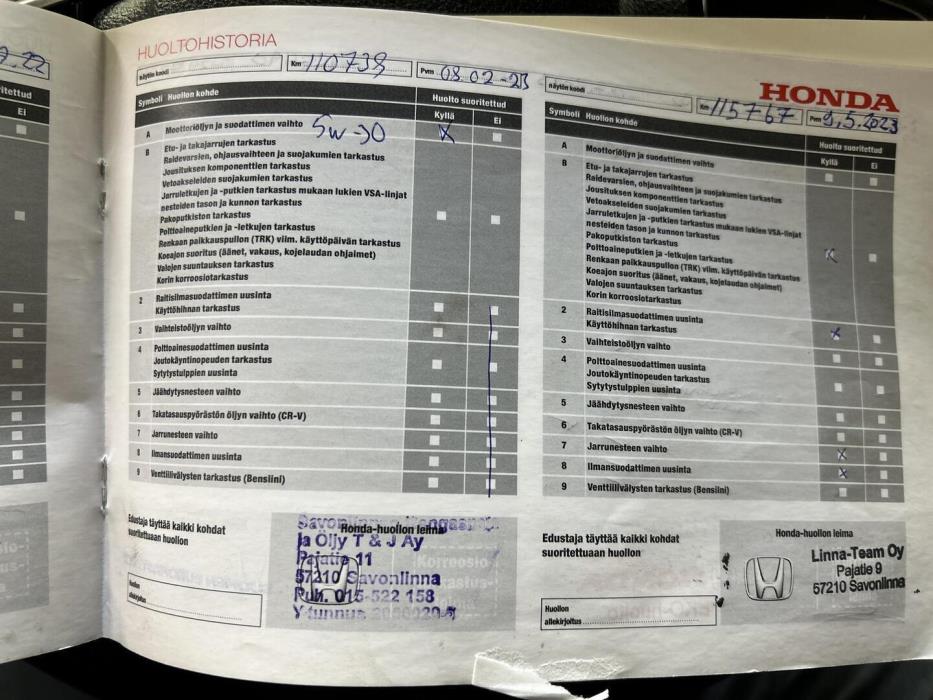 7.22
ritettud
Ei
HUOLTOHISTORIA
näytön koodi
Km 110739
Pvm 08.02-23
Symboli Huollon kohde
Huolto suoritettud
Kyllä
Ei
A Moottoriöljyn ja suodattimen vaihto 5w-30
B Etu- ja takajarrujen tarkastus
Raidevarsien, ohjausvaihteen ja suojakumien tarkastus
Jousituksen komponenttien tarkastus
Vetoakseleiden suojakumien tarkastus
Jarruletkujen ja -putkien tarkastus mukaan lukien VSA-linjat
nesteiden tason ja kunnon tarkastus
Pakoputkiston tarkastus
Polttoaineputkien ja -letkujen tarkastus
Renkaan paikkauspullon (TRK) viim. käyttöpäivän tarkastus
Koeajon suoritus (äänet, vakaus, kojelaudan ohjaimet)
Valojen suuntauksen tarkastus
Korin korroosiotarkastus
2 Raitisilmasuodattimen uusinta
Käyttöhihnan tarkastus
3 Vaihteistoöljyn vaihto
4 Polttoainesuodattimen uusinta
Joutokäyntinopeuden tarkastus
Sytytystulppien uusinta
5 Jäähdytysnesteen vaihto
6 Takatasauspyörästön öljyn vaihto (CR-V)
7 Jarrunesteen vaihto
8 Ilmansuodattimen uusinta
9 Venttiilivälysten tarkastus (Bensiini)
Edustaja täyttää kaikki kohdat
suoritettuaan huollon
Honda-huollon leima
ja Öljy T & J Ay
Pajatie 11
57210 Savonlinna
Puh. 015-522 158
Y-tunnus
Huollon
allekirjoitus
HONDA
näytön koodi
Km 115767
Pvm 9.5.2023
Symboli Huollon kohde
Huolto suoritettud
Kyllä
Ei
A Moottoriöljyn ja suodattimen vaihto
B Etu- ja takajarrujen tarkastus
Raidevarsien, ohjausvaihteen ja suojakumien tarkastus
Jousituksen komponenttien tarkastus
Vetoakseleiden suojakumien tarkastus
Jarruletkujen ja -putkien tarkastus mukaan lukien VSA-linjat
nesteiden tason ja kunnon tarkastus
Pakoputkiston tarkastus
Polttoaineputkien ja -letkujen tarkastus
Renkaan paikkauspullon (TRK) viim. käyttöpäivän tarkastus
Koeajon suoritus (äänet, vakaus, kojelaudan ohjaimet)
Valojen suuntauksen tarkastus
Korin korroosiotarkastus
2 Raitisilmasuodattimen uusinta
Käyttöhihnan tarkastus
3 Vaihteistoöljyn vaihto
4 Polttoainesuodattimen uusinta
Joutokäyntinopeuden tarkastus
Sytytystulppien uusinta
5 Jäähdytysnesteen vaihto
6 Takatasauspyörästön öljyn vaihto (CR-V)
7 Jarrunesteen vaihto
8 Ilmansuodattimen uusinta
9 Venttiilivälysten tarkastus (Bensiini)
Edustaja täyttää kaikki kohdat
suoritettuaan huollon
Honda-huollon leima
Linna-Team Oy
Pajatie 9
57210 Savonlinna
Huollon
allekirjoitus